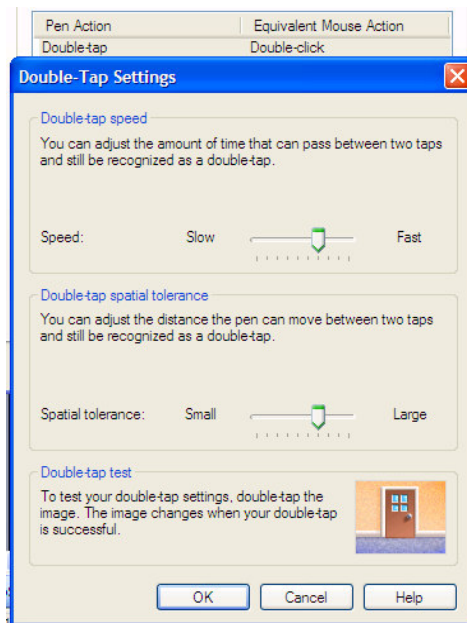 Pen Action Equivalent Mouse Action
Double-tap Double-click
Double-Tap Settings
Double-tap speed
You can adjust the amount of time that can pass between two taps
and still be recognized as a double-tap.
Speed: Slow Fast
Double-tap spatial tolerance
You can adjust the distance the pen can move between two taps
and still be recognized as a double-tap.
Spatial tolerance: Small Large
Double-tap test
To test your double-tap settings, double-tap the
image. The image changes when your double-tap
is successful.
OK Cancel Help